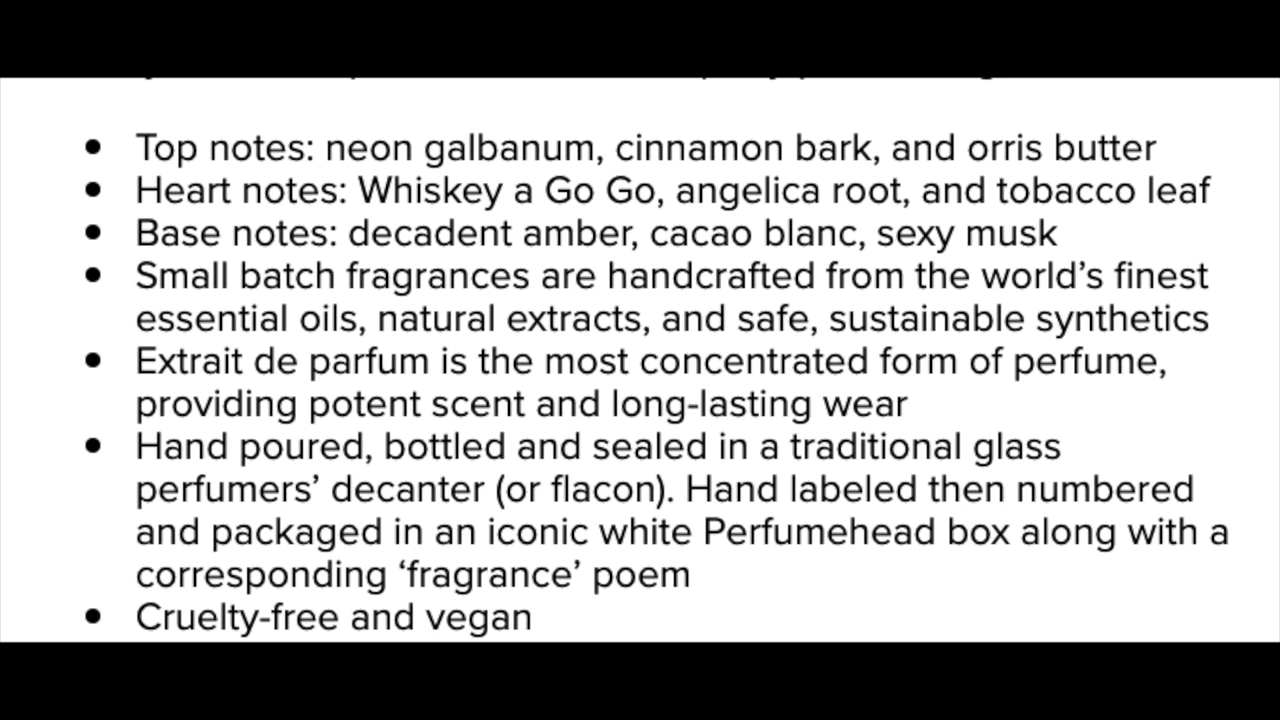 Top notes: neon galbanum, cinnamon bark, and orris butter
Heart notes: Whiskey a Go Go, angelica root, and tobacco leaf
Base notes: decadent amber, cacao blanc, sexy musk
Small batch fragrances are handcrafted from the world’s finest
essential oils, natural extracts, and safe, sustainable synthetics
Extrait de parfum is the most concentrated form of perfume,
providing potent scent and long-lasting wear
Hand poured, bottled and sealed in a traditional glass
perfumers’ decanter (or flacon). Hand labeled then numbered
and packaged in an iconic white Perfumehead box along with a
corresponding ‘fragrance’ poem
Cruelty-free and vegan